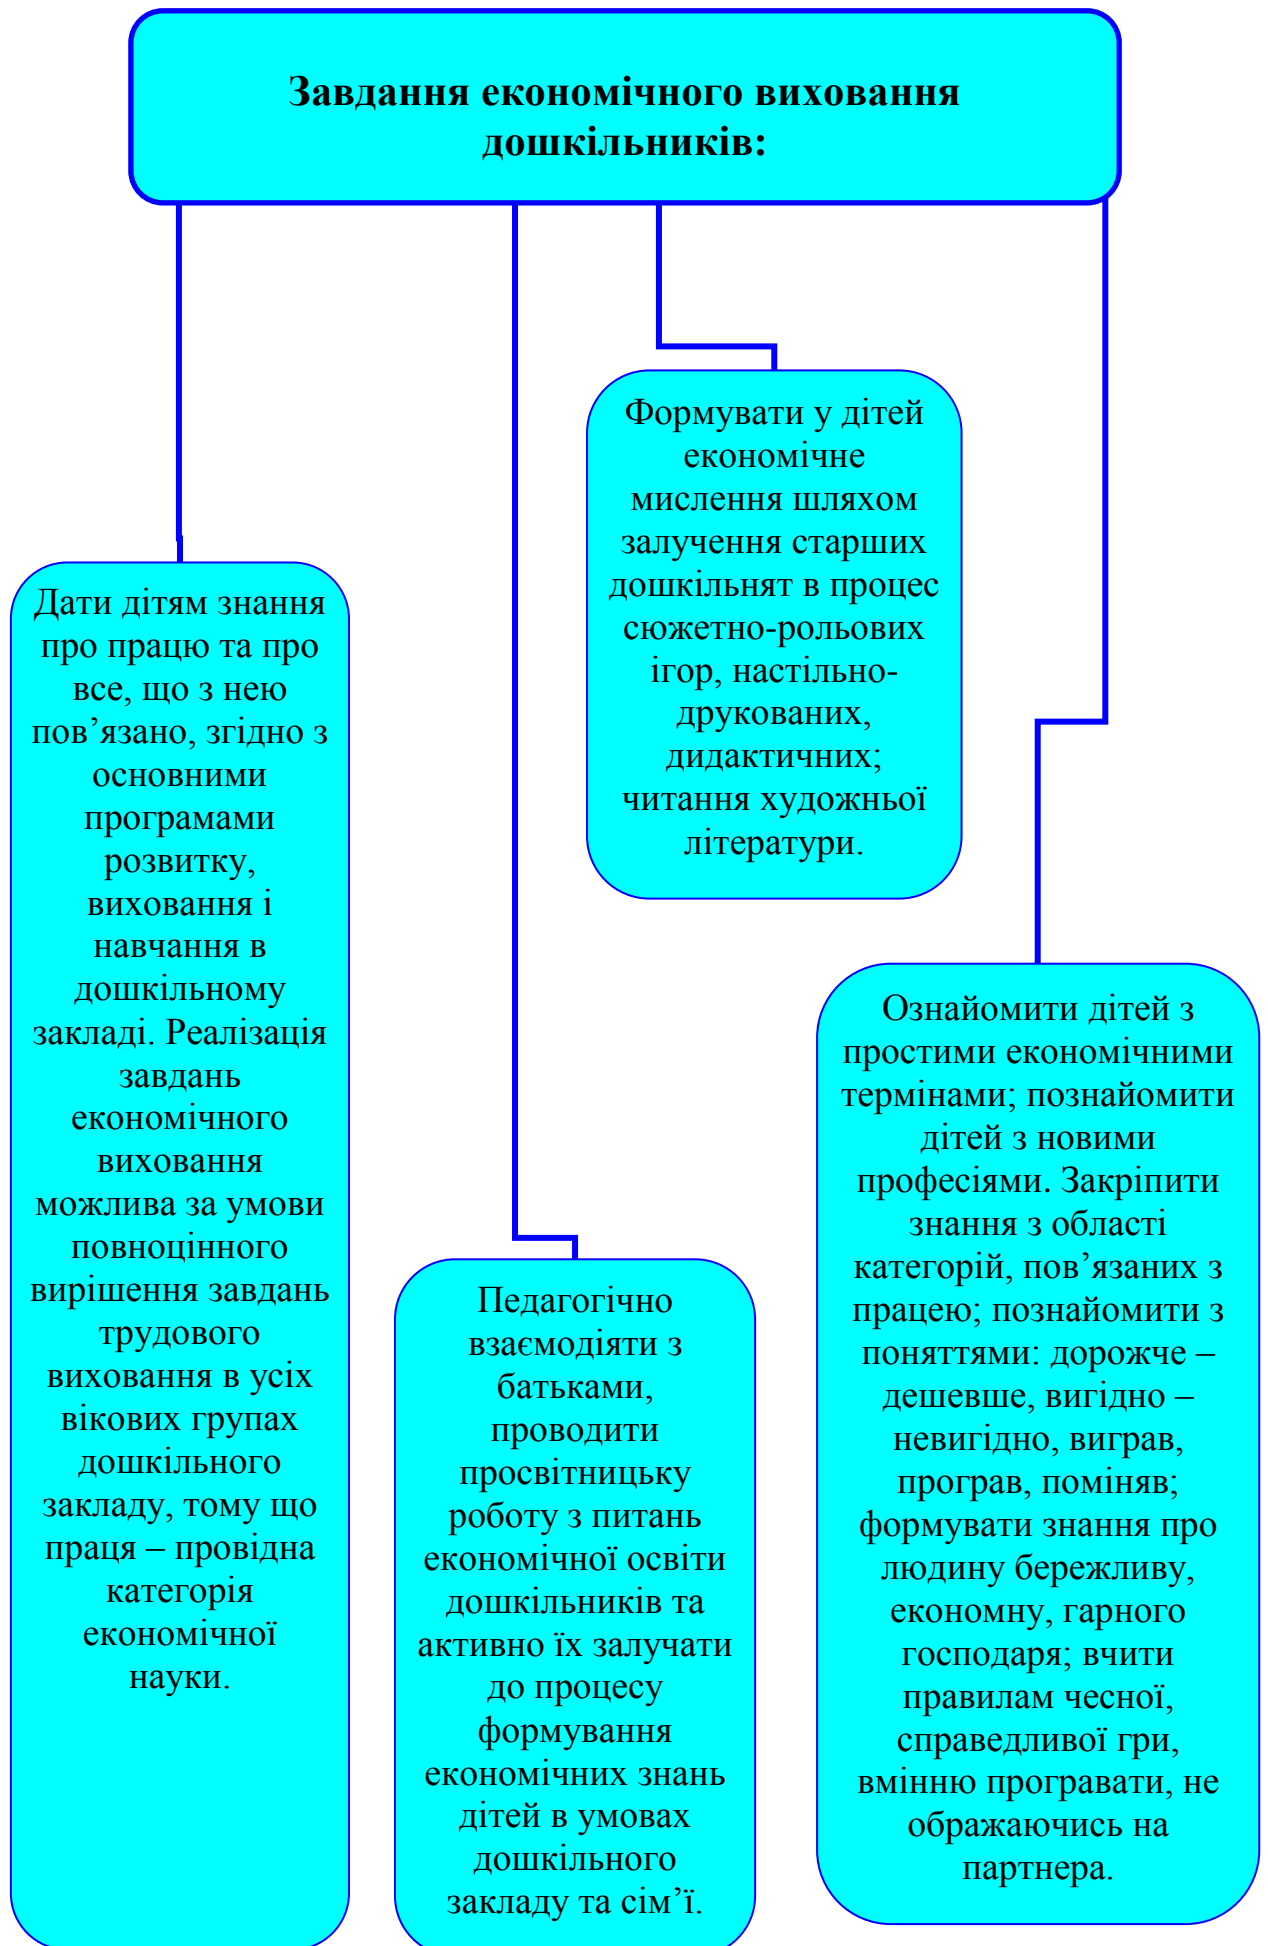 Завдання економічного виховання
дошкільників:
Дати дітям знання
про працю та про
все, що з нею
пов’язано, згідно з
основними
програмами
розвитку,
виховання і
навчання в
дошкільному
закладі. Реалізація
завдань
економічного
виховання
можлива за умови
повноцінного
вирішення завдань
трудового
виховання в усіх
вікових групах
дошкільного
закладу, тому що
праця – провідна
категорія
економічної
науки.
Педагогічно
взаємодіяти з
батьками,
проводити
просвітницьку
роботу з питань
економічної освіти
дошкільників та
активно їх залучати
до процесу
формування
економічних знань
дітей в умовах
дошкільного
закладу та сім’ї.
Формувати у дітей
економічне
мислення шляхом
залучення старших
дошкільнят в процес
сюжетно-рольових
ігор, настільно-
друкованих,
дидактичних;
читання художньої
літератури.
Ознайомити дітей з
простими економічними
термінами; познайомити
дітей з новими
професіями. Закріпити
знання з області
категорій, пов’язаних з
працею; познайомити з
поняттями: дорожче –
дешевше, вигідно –
невигідно, виграв,
програв, поміняв;
формувати знання про
людину бережливу,
економну, гарного
господаря; вчити
правилам чесної,
справедливої гри,
вмінню програвати, не
ображаючись на
партнера.